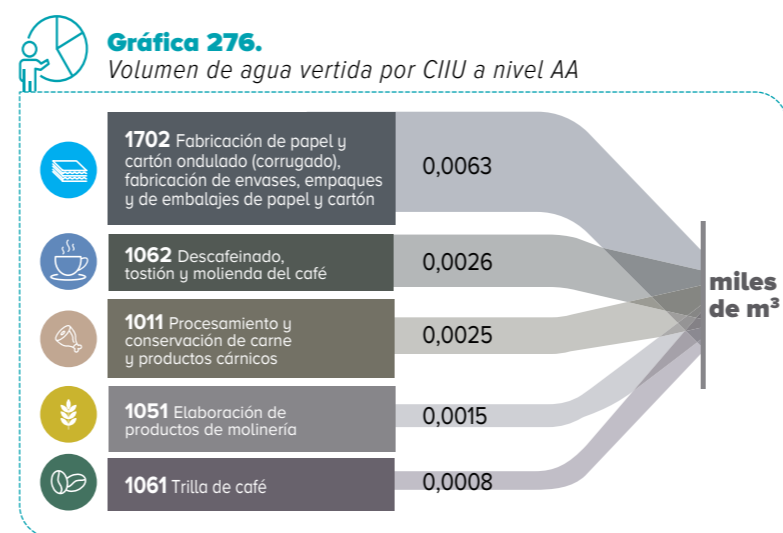 Gráfica 276.
Volumen de agua vertida por CIIU a nivel AA
1702 Fabricación de papel y
cartón ondulado (corrugado),
fabricación de envases, empaques
y de embalajes de papel y cartón
0,0063
1062 Descafeinado,
tostión y molienda del café
0,0026
1011 Procesamiento y
conservación de carne
y productos cárnicos
0,0025
1051 Elaboración de
productos de molinería
0,0015
1061 Trilla de café
0,0008
miles
de m³